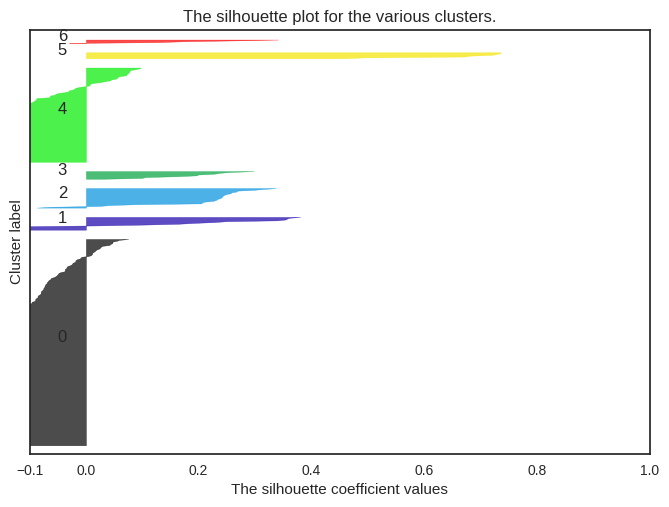 The silhouette plot for the various clusters.
6
5
4
3
2
1
0
Cluster label
−0.1 0.0 0.2 0.4 0.6 0.8 1.0
The silhouette coefficient values